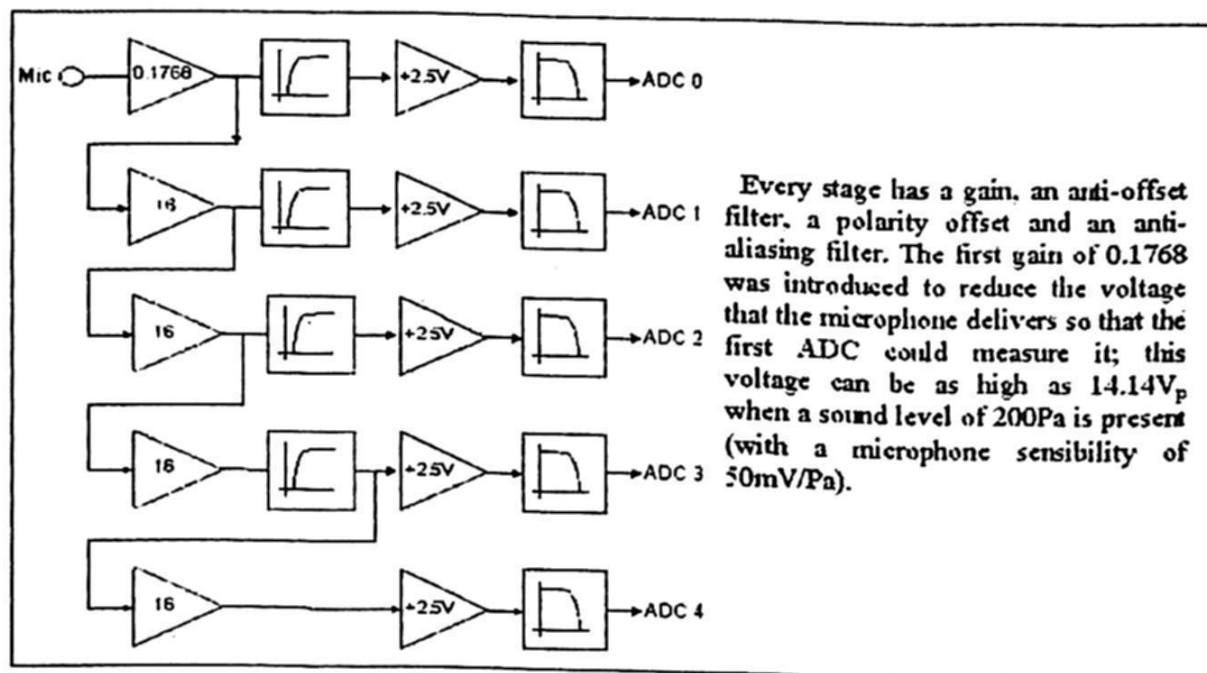 Mic 0.1768 +2.5V ADC 0
16 +2.5V ADC 1
16 +2.5V ADC 2
16 +2.5V ADC 3
16 +2.5V ADC 4
Every stage has a gain, an anti-offset
filter, a polarity offset and an anti-
aliasing filter. The first gain of 0.1768
was introduced to reduce the voltage
that the microphone delivers so that the
first ADC could measure it; this
voltage can be as high as 14.14Vp
when a sound level of 200Pa is present
(with a microphone sensibility of
50mV/Pa).